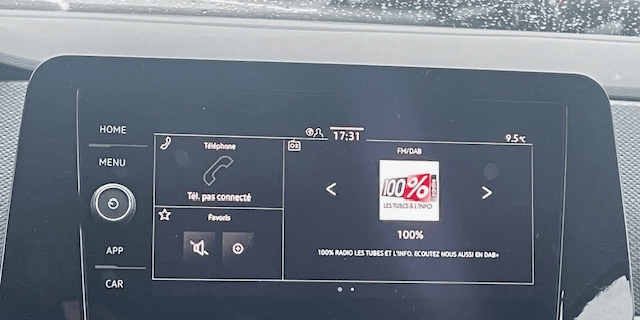 HOME
MENU
APP
CAR
17:31
9.5°C
Téléphone
Tél. pas connecté
Favoris
FM/DAB
100%
LES TUBES & L'INFO
100%
100% RADIO LES TUBES ET L'INFO. ECOUTEZ NOUS AUSSI EN DAB+